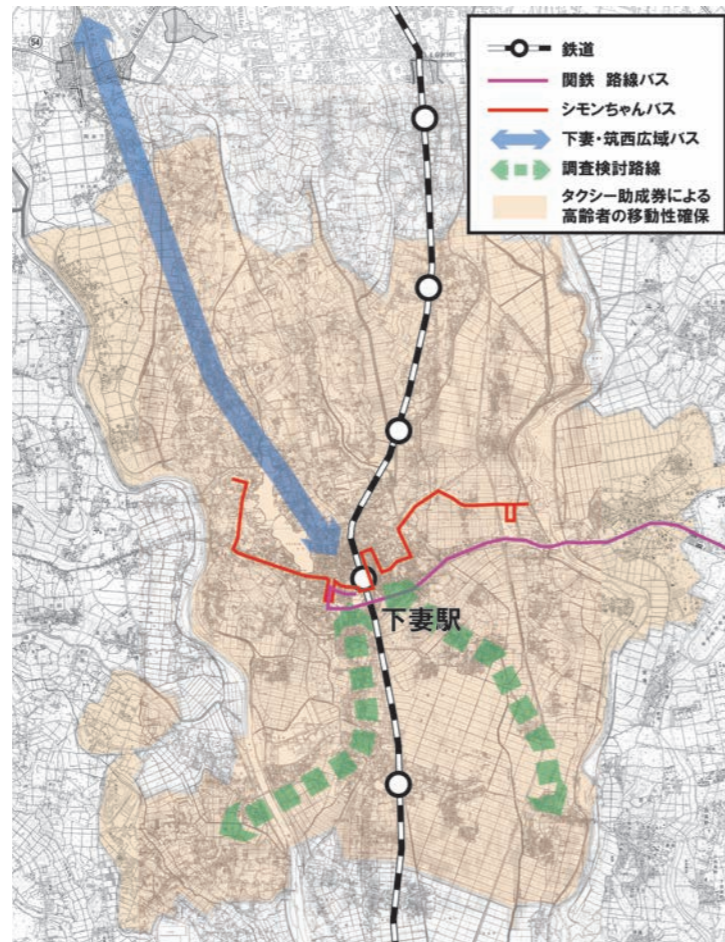 54
鉄道
関鉄 路線バス
シモンちゃんバス
下妻・筑西広域バス
調査検討路線
タクシー助成券による
高齢者の移動性確保
下妻駅